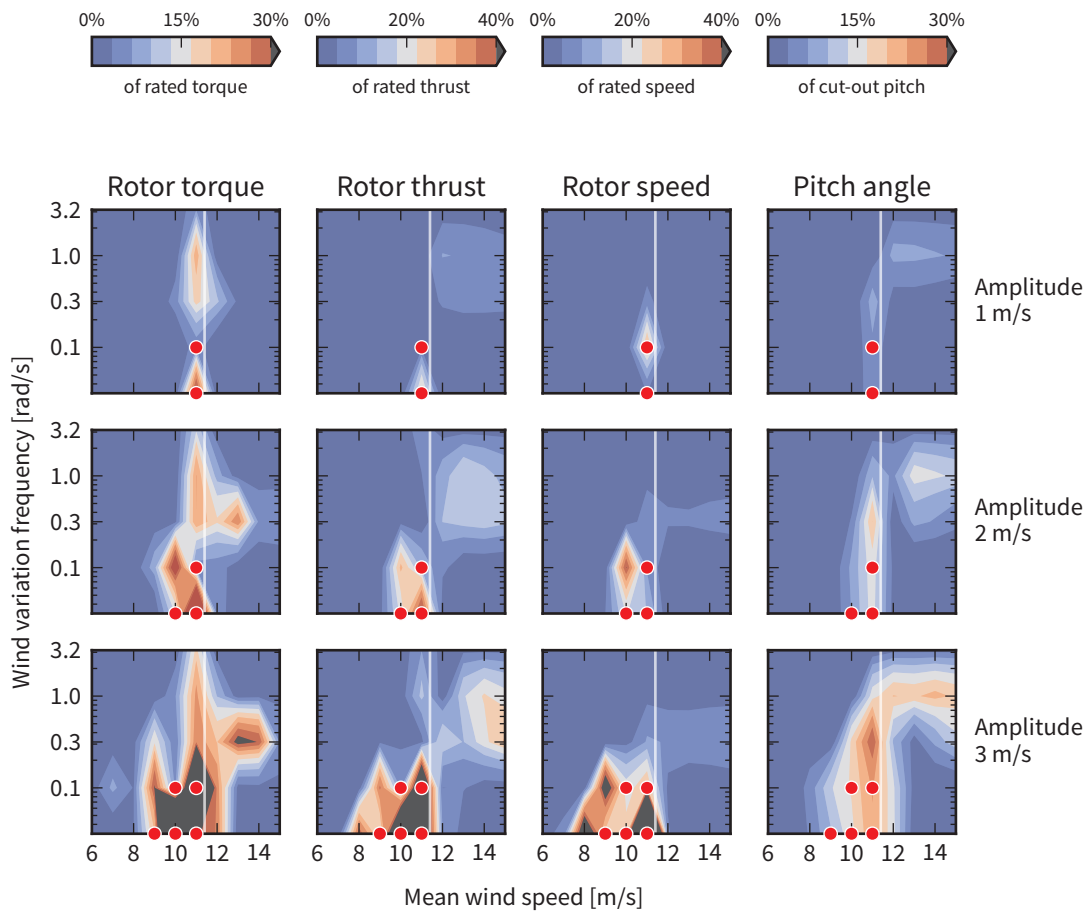 0% 15% 30% 0% 20% 40% 0% 20% 40% 0% 15% 30%
of rated torque of rated thrust of rated speed of cut-out pitch
Rotor torque Rotor thrust Rotor speed Pitch angle
3.2
1.0
0.3
0.1
Amplitude
1 m/s
3.2
1.0
0.3
0.1
Amplitude
2 m/s
3.2
1.0
0.3
0.1
Amplitude
3 m/s
Wind variation frequency [rad/s]
6 8 10 12 14 6 8 10 12 14 6 8 10 12 14 6 8 10 12 14
Mean wind speed [m/s]